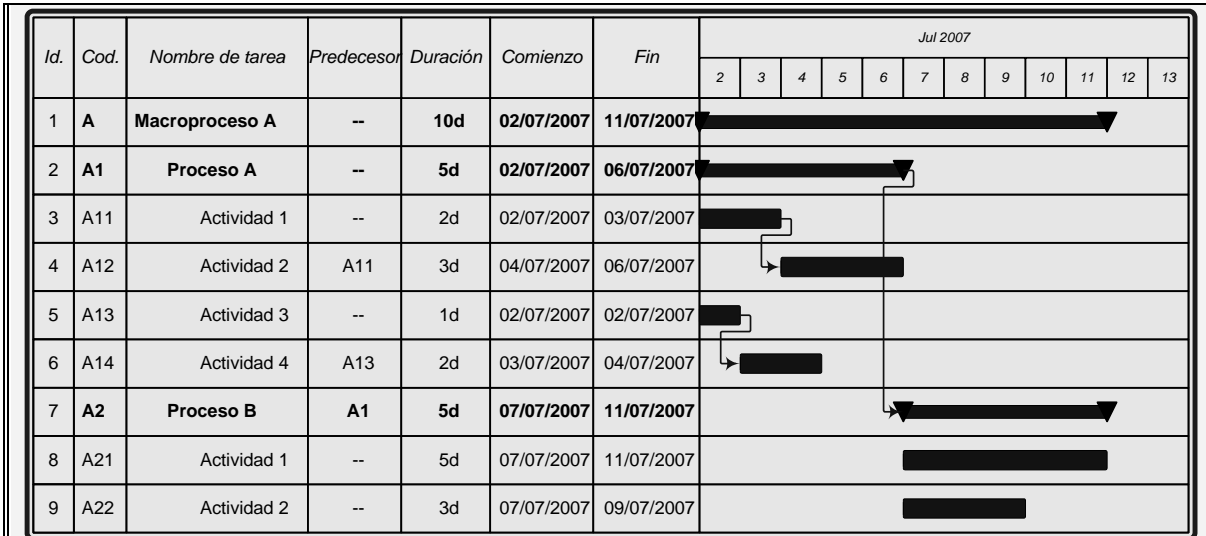 Id. Cod. Nombre de tarea Predecesor Duración Comienzo Fin Jul 2007
2 3 4 5 6 7 8 9 10 11 12 13
1 A Macroproceso A -- 10d 02/07/2007 11/07/2007
2 A1 Proceso A -- 5d 02/07/2007 06/07/2007
3 A11 Actividad 1 -- 2d 02/07/2007 03/07/2007
4 A12 Actividad 2 A11 3d 04/07/2007 06/07/2007
5 A13 Actividad 3 -- 1d 02/07/2007 02/07/2007
6 A14 Actividad 4 A13 2d 03/07/2007 04/07/2007
7 A2 Proceso B A1 5d 07/07/2007 11/07/2007
8 A21 Actividad 1 -- 5d 07/07/2007 11/07/2007
9 A22 Actividad 2 -- 3d 07/07/2007 09/07/2007